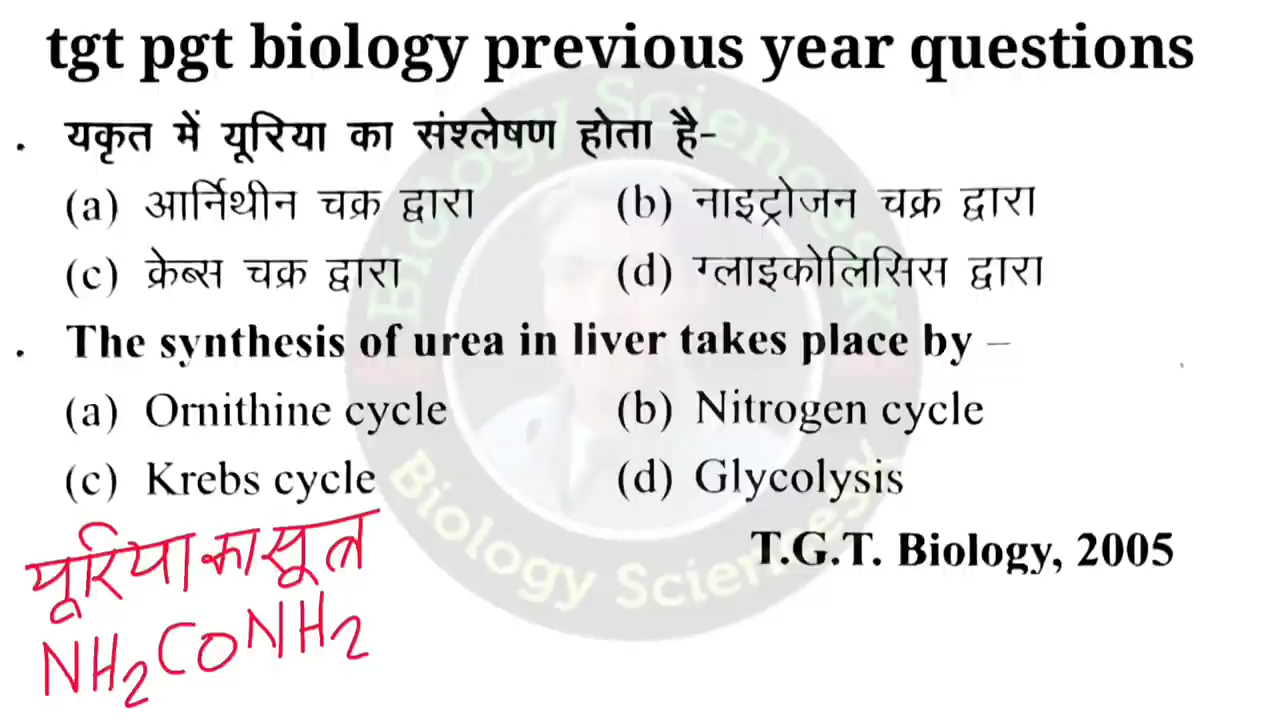 tgt pgt biology previous year questions
. यकृत में यूरिया का संश्लेषण होता है-
(a) आर्निथीन चक्र द्वारा (b) नाइट्रोजन चक्र द्वारा
(c) क्रेब्स चक्र द्वारा (d) ग्लाइकोलिसिस द्वारा
. The synthesis of urea in liver takes place by –
(a) Ornithine cycle (b) Nitrogen cycle
(c) Krebs cycle (d) Glycolysis
T.G.T. Biology, 2005
यूरिया का सूत्र
NH2CONH2